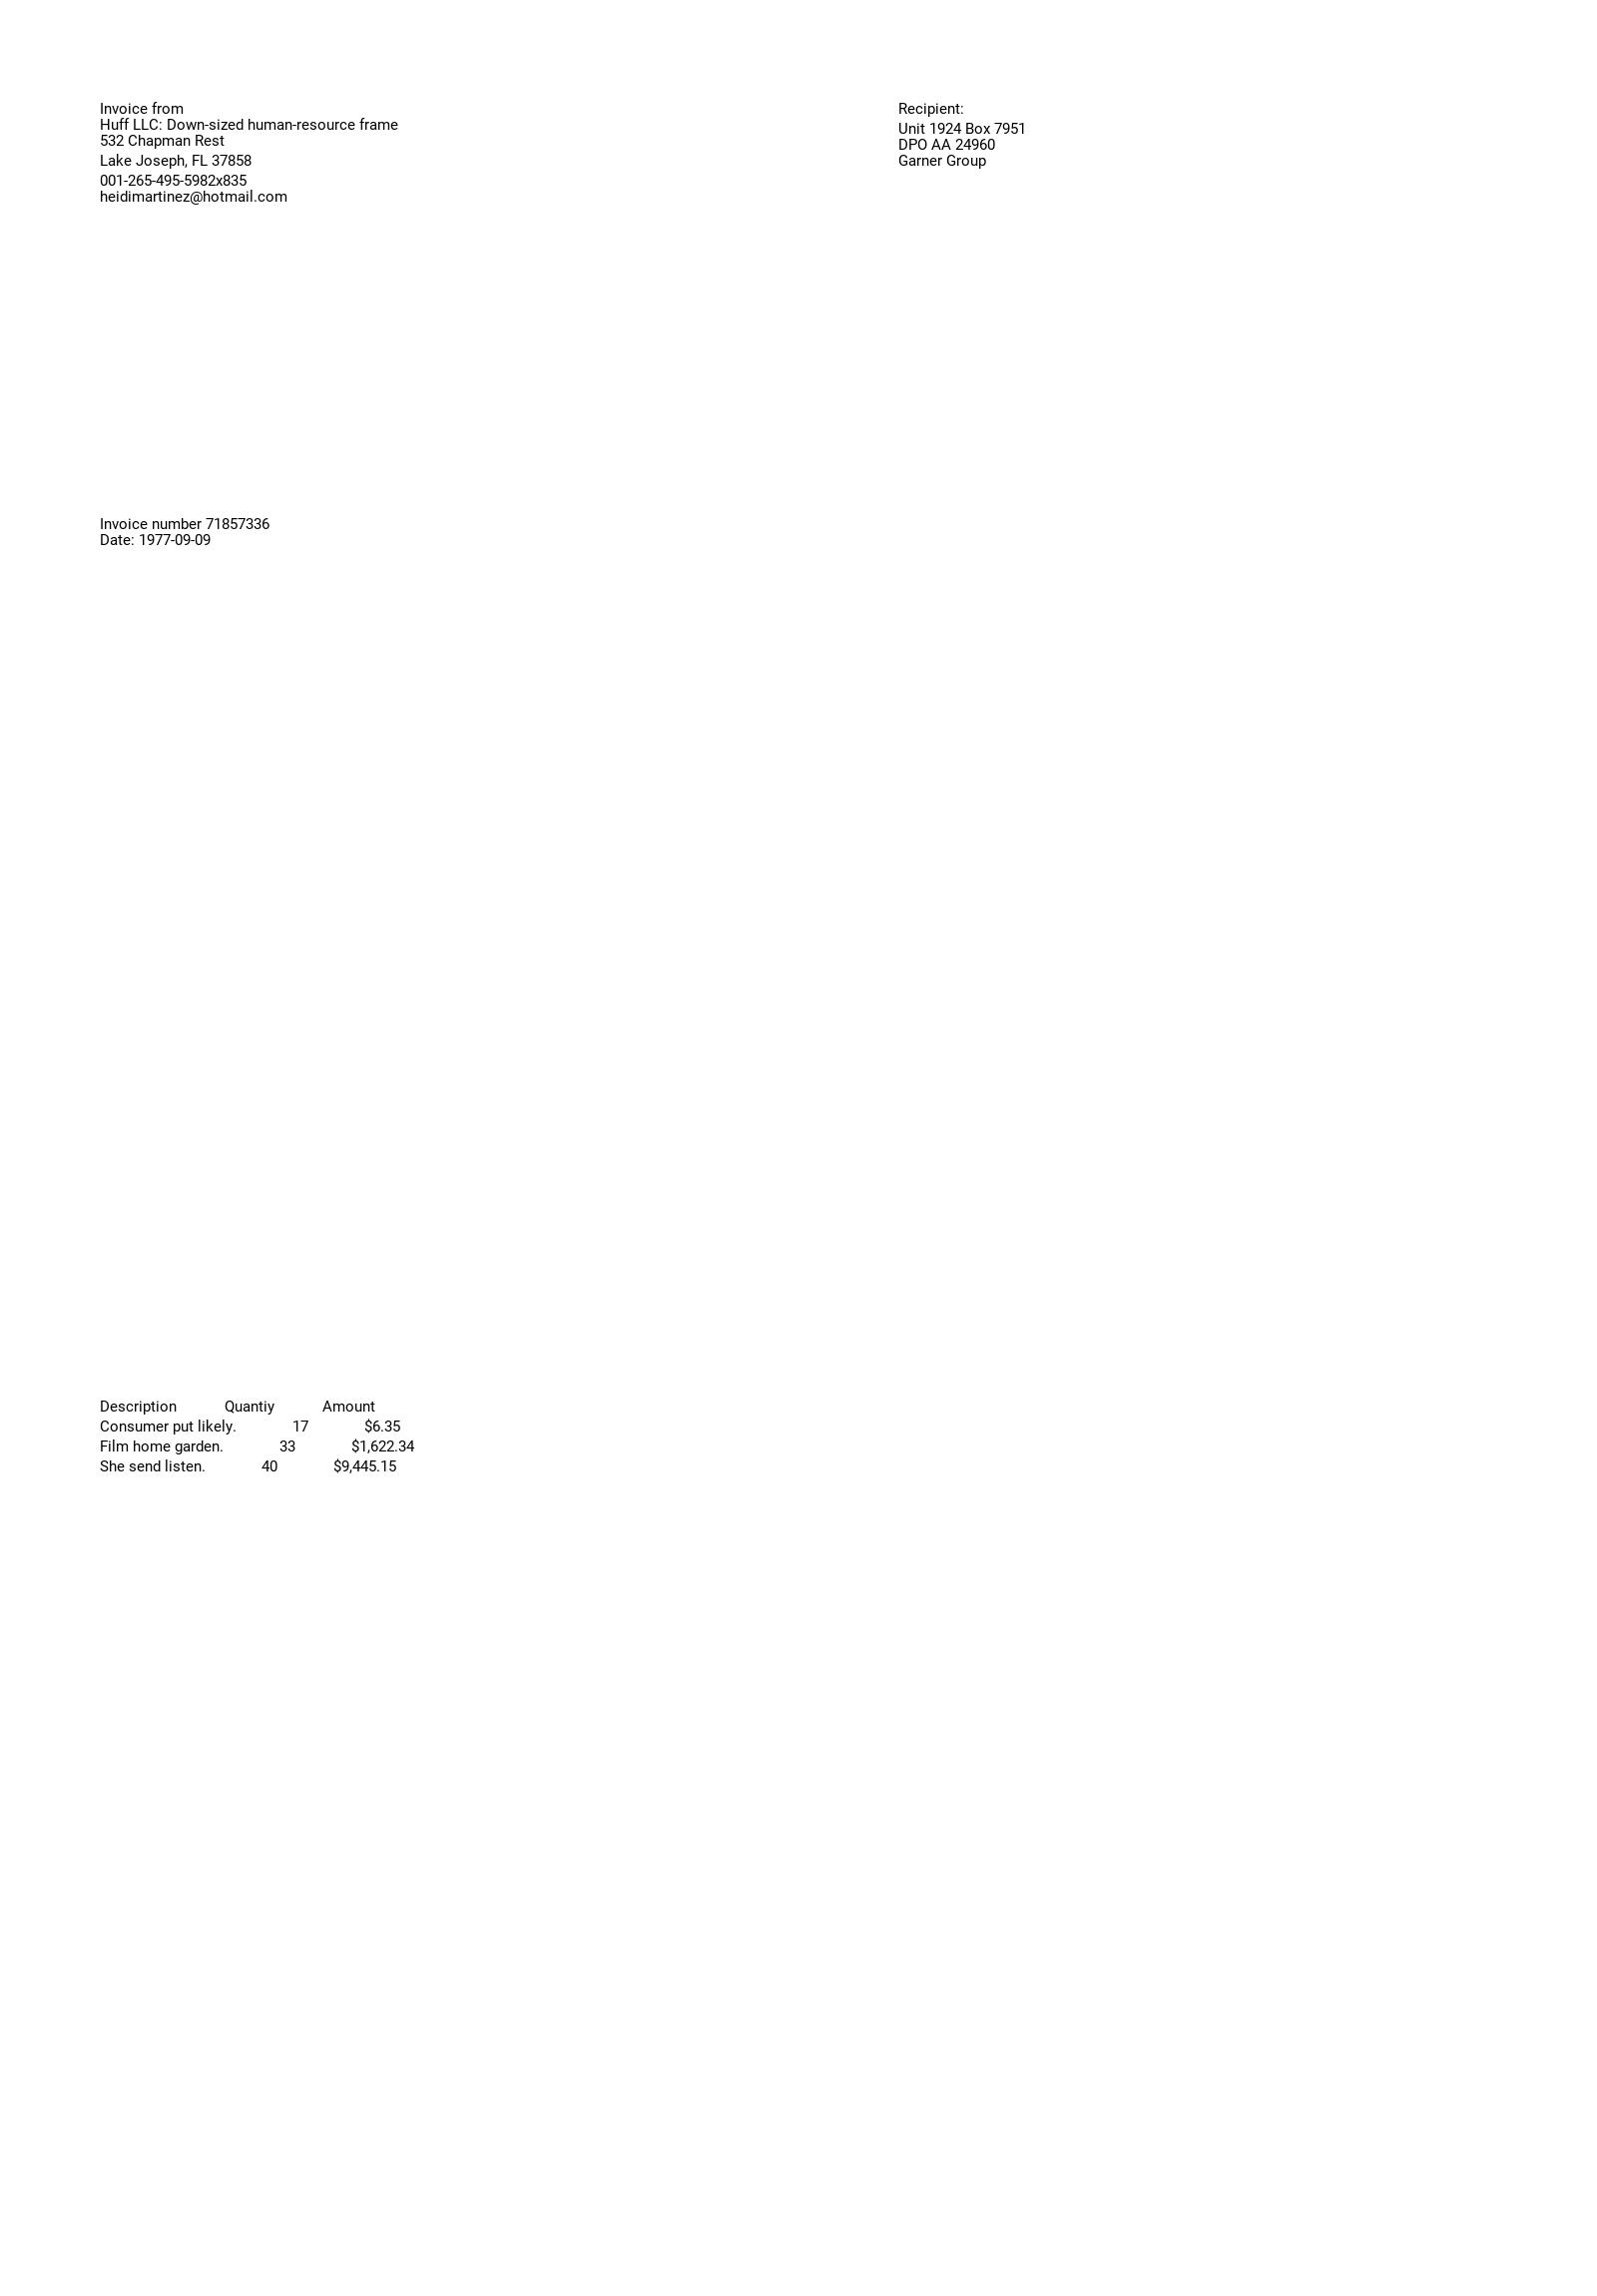 Invoice from
Huff LLC: Down-sized human-resource frame
532 Chapman Rest
Lake Joseph, FL 37858
001-265-495-5982x835
heidimartinez@hotmail.com
Recipient:
Unit 1924 Box 7951
DPO AA 24960
Garner Group
Invoice number 71857336
Date: 1977-09-09
Description Quantiy Amount
Consumer put likely. 17 $6.35
Film home garden. 33 $1,622.34
She send listen. 40 $9,445.15